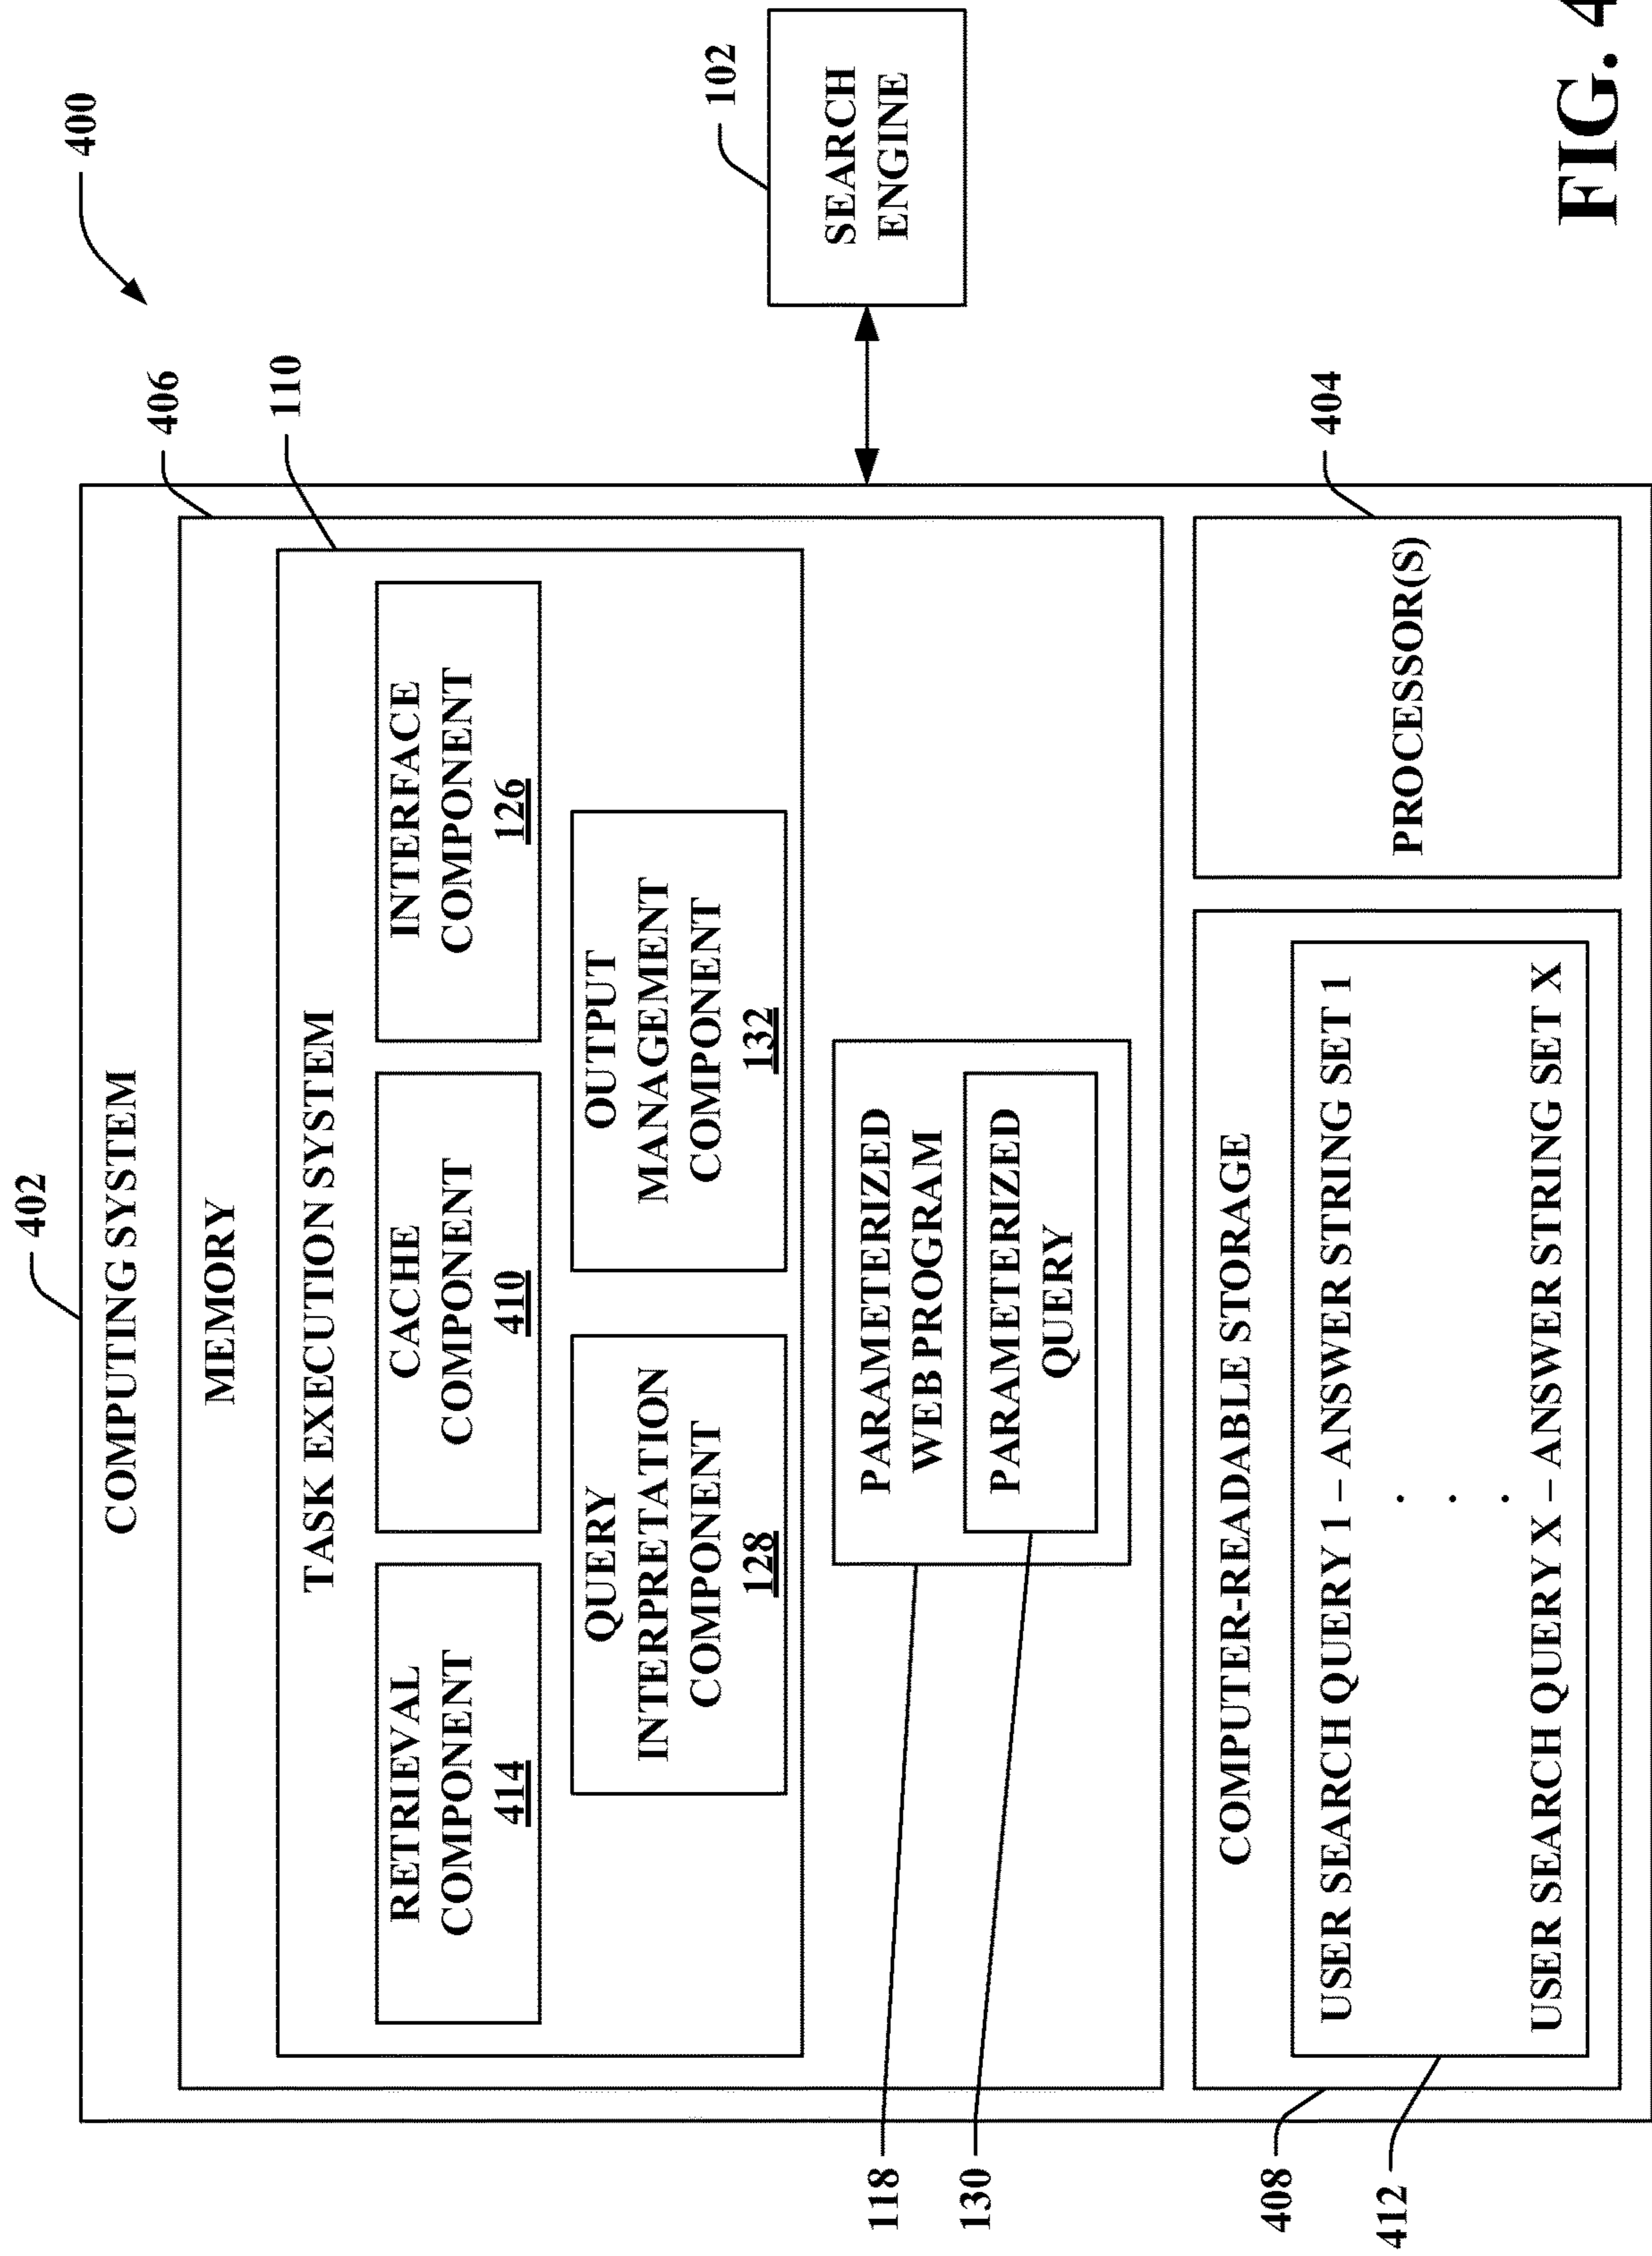 400
402
COMPUTING SYSTEM
406
MEMORY
110
TASK EXECUTION SYSTEM
RETRIEVAL
COMPONENT
414
CACHE
COMPONENT
410
INTERFACE
COMPONENT
126
QUERY
INTERPRETATION
COMPONENT
128
OUTPUT
MANAGEMENT
COMPONENT
132
102
SEARCH
ENGINE
118
PARAMETERIZED
WEB PROGRAM
130
PARAMETERIZED
QUERY
408
COMPUTER-READABLE STORAGE
412
USER SEARCH QUERY 1 – ANSWER STRING SET 1
. . .
USER SEARCH QUERY X – ANSWER STRING SET X
404
PROCESSOR(S)
FIG. 4